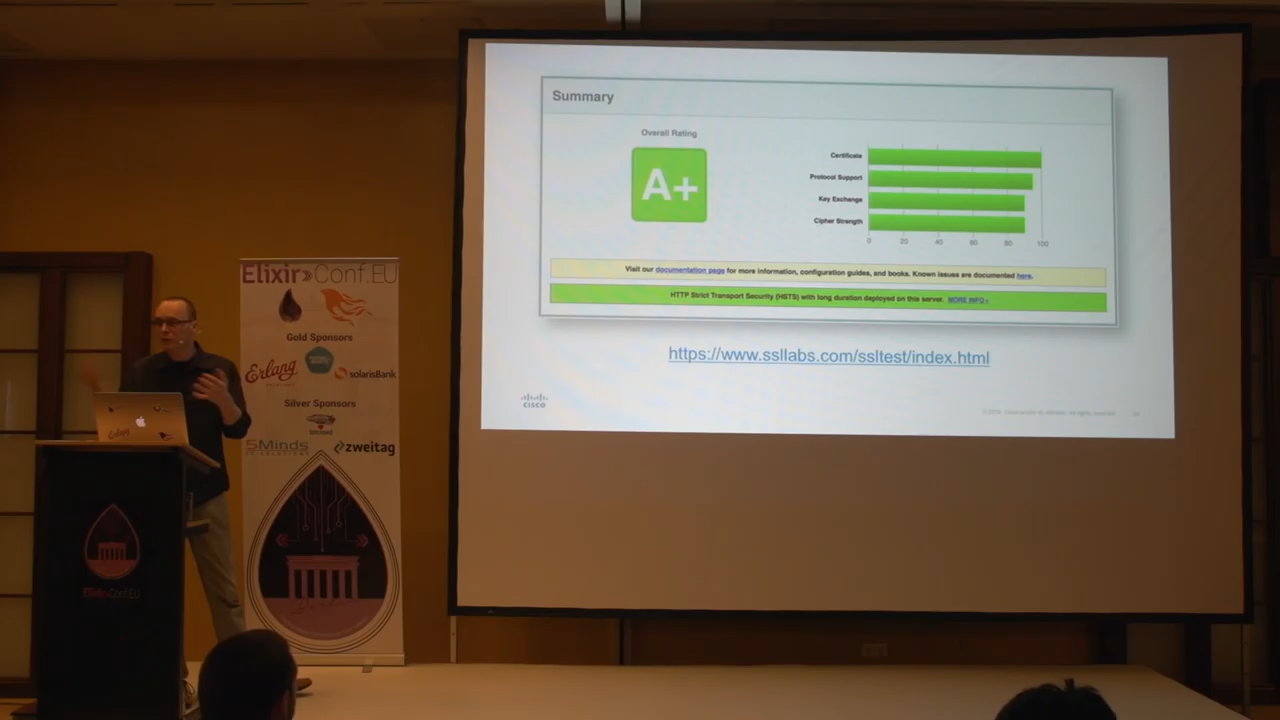 Summary
Overall Rating
A+
Certificate
Protocol Support
Key Exchange
Cipher Strength
0 20 40 60 80 100
Visit our documentation page for more information, configuration guides, and books. Known issues are documented here.
HTTP Strict Transport Security (HSTS) with long duration deployed on this server. MORE INFO »
https://www.ssllabs.com/ssltest/index.html
CISCO
Elixir Conf.EU
Gold Sponsors
Erlang
solarisBank
Silver Sponsors
5Minds
zweitag
Erlang
ElixirConf.EU